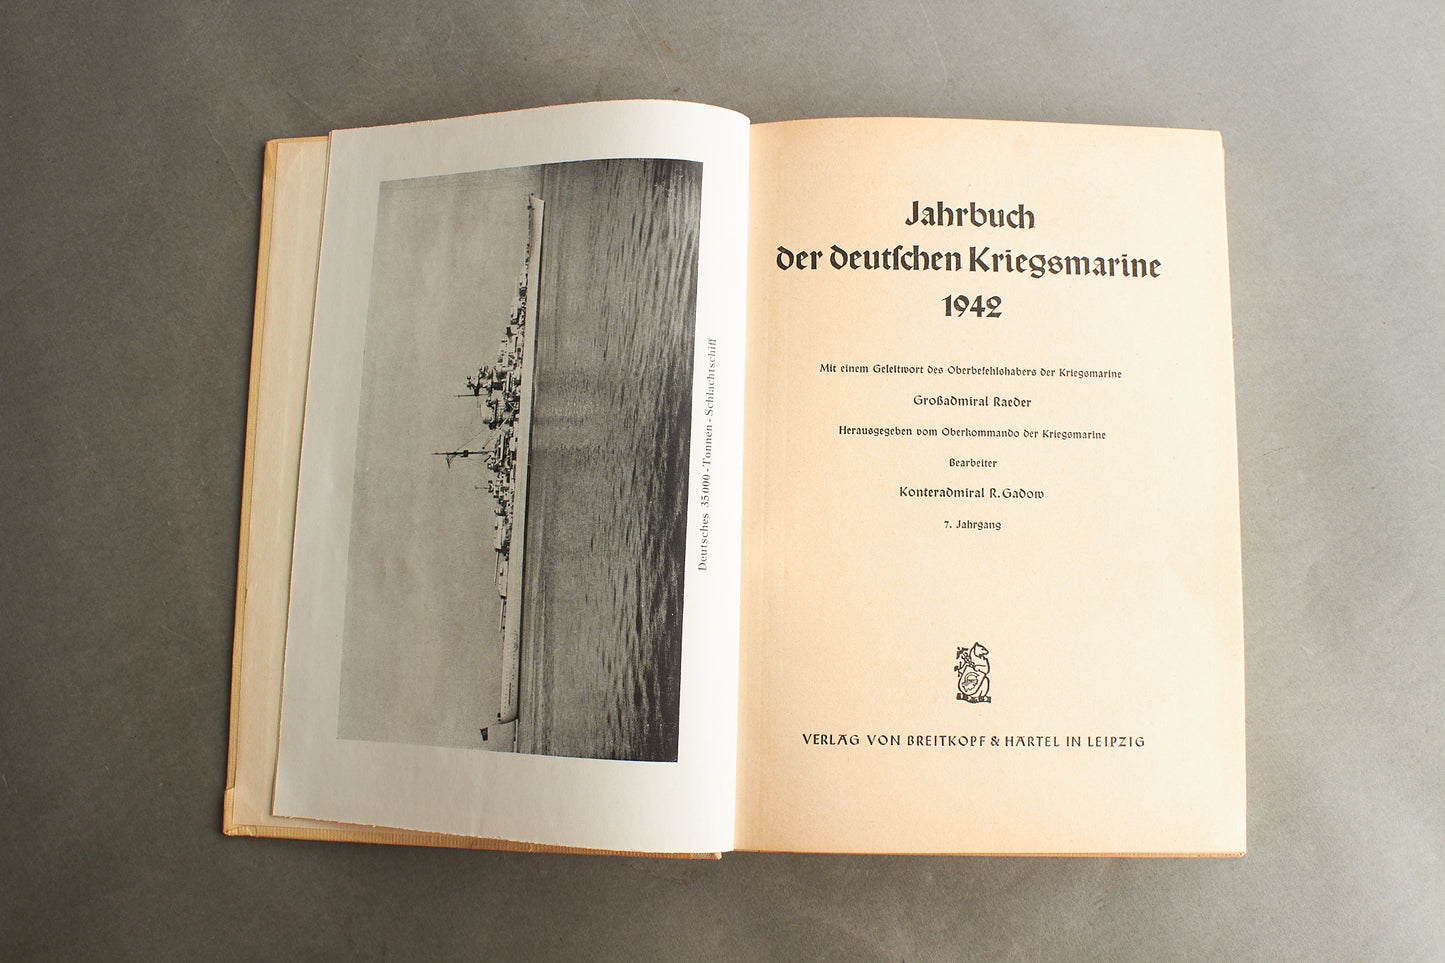 Deutsches 35000-Tonnen-Schlachtschiff
Jahrbuch
der deutſchen Kriegsmarine
1942
Mit einem Geleitwort des Oberbefehlshabers der Kriegsmarine
Großadmiral Raeder
Herausgegeben vom Oberkommando der Kriegsmarine
Bearbeiter
Konteradmiral R. Gadow
7. Jahrgang
VERLAG VON BREITKOPF & HÄRTEL IN LEIPZIG